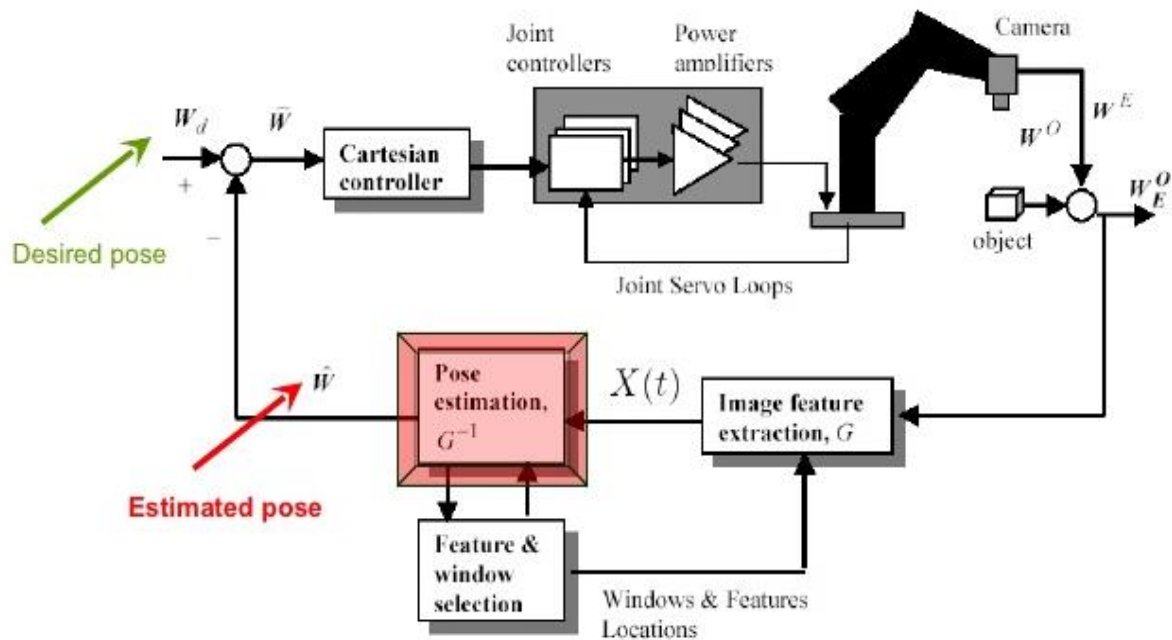 Joint
controllers
Power
amplifiers
Camera
W_d
W̃
+
−
Cartesian
controller
W^O
W^E
W_E^O
object
Desired pose
Joint Servo Loops
Ŵ
Pose
estimation,
G^{-1}
X(t)
Image feature
extraction, G
Estimated pose
Feature &
window
selection
Windows & Features
Locations